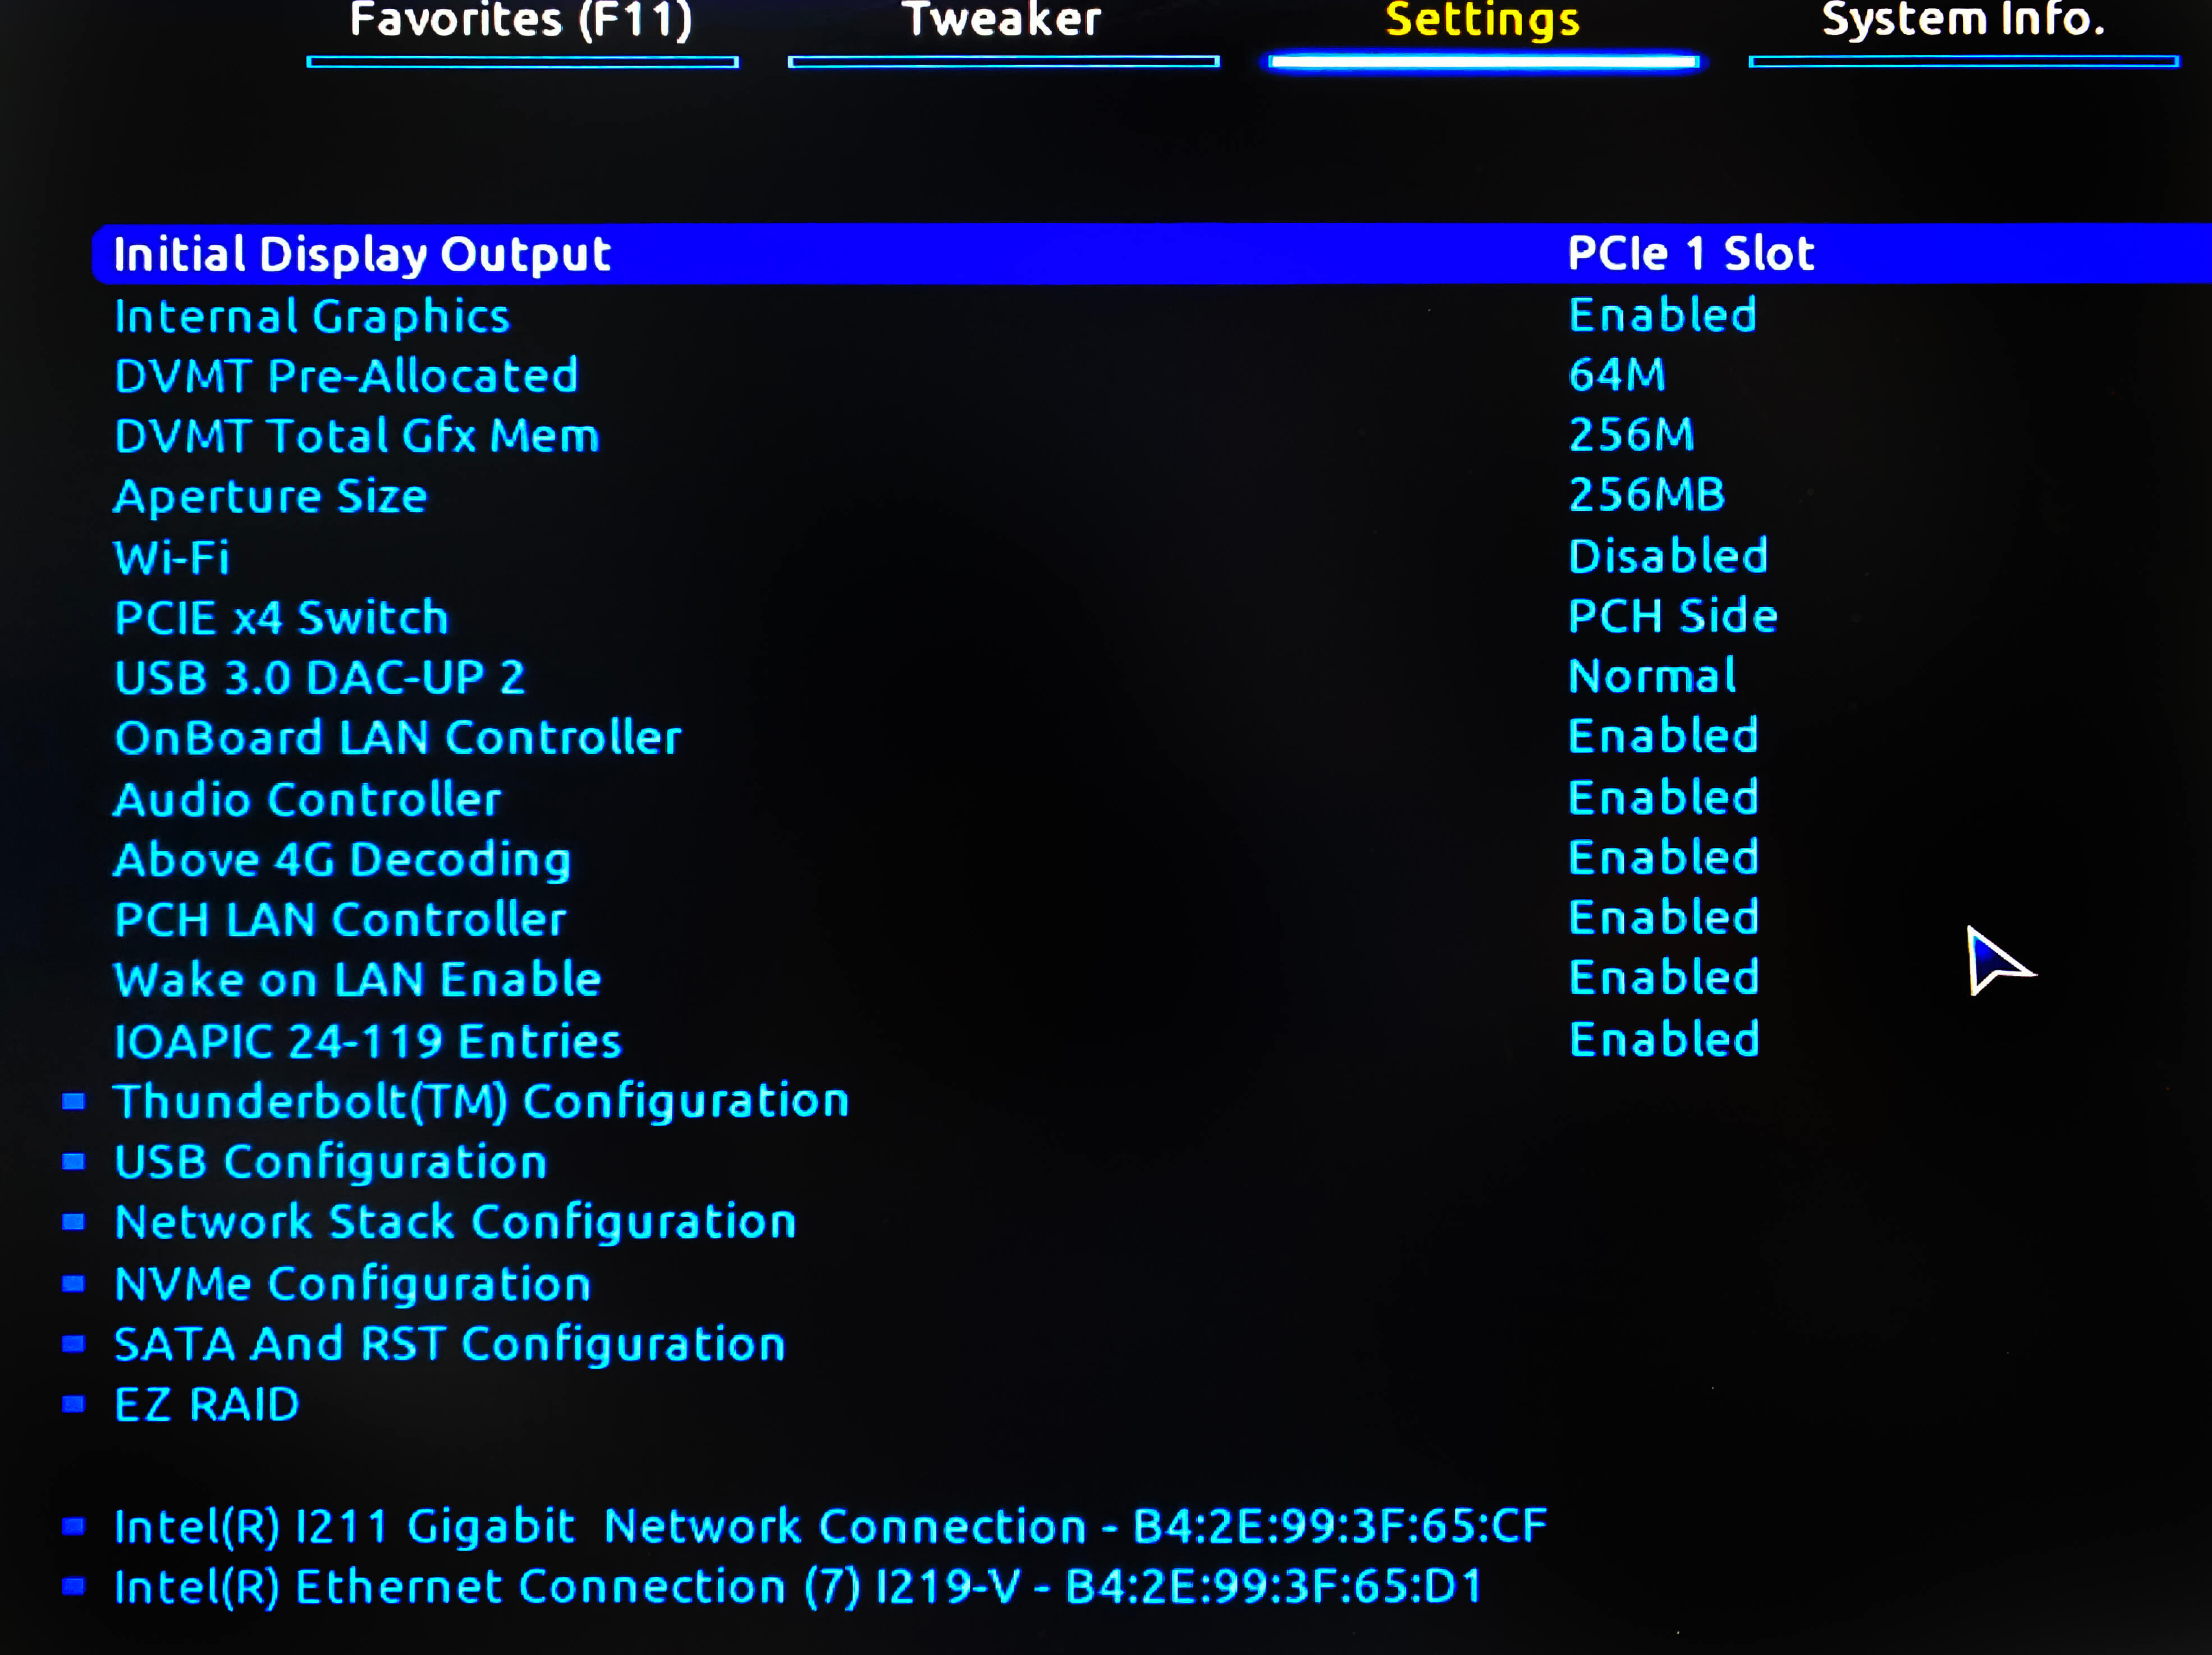 Favorites (F11) Tweaker Settings System Info.
Initial Display Output PCIe 1 Slot
Internal Graphics Enabled
DVMT Pre-Allocated 64M
DVMT Total Gfx Mem 256M
Aperture Size 256MB
Wi-Fi Disabled
PCIE x4 Switch PCH Side
USB 3.0 DAC-UP 2 Normal
OnBoard LAN Controller Enabled
Audio Controller Enabled
Above 4G Decoding Enabled
PCH LAN Controller Enabled
Wake on LAN Enable Enabled
IOAPIC 24-119 Entries Enabled
Thunderbolt(TM) Configuration
USB Configuration
Network Stack Configuration
NVMe Configuration
SATA And RST Configuration
EZ RAID
Intel(R) I211 Gigabit  Network Connection - B4:2E:99:3F:65:CF
Intel(R) Ethernet Connection (7) I219-V - B4:2E:99:3F:65:D1